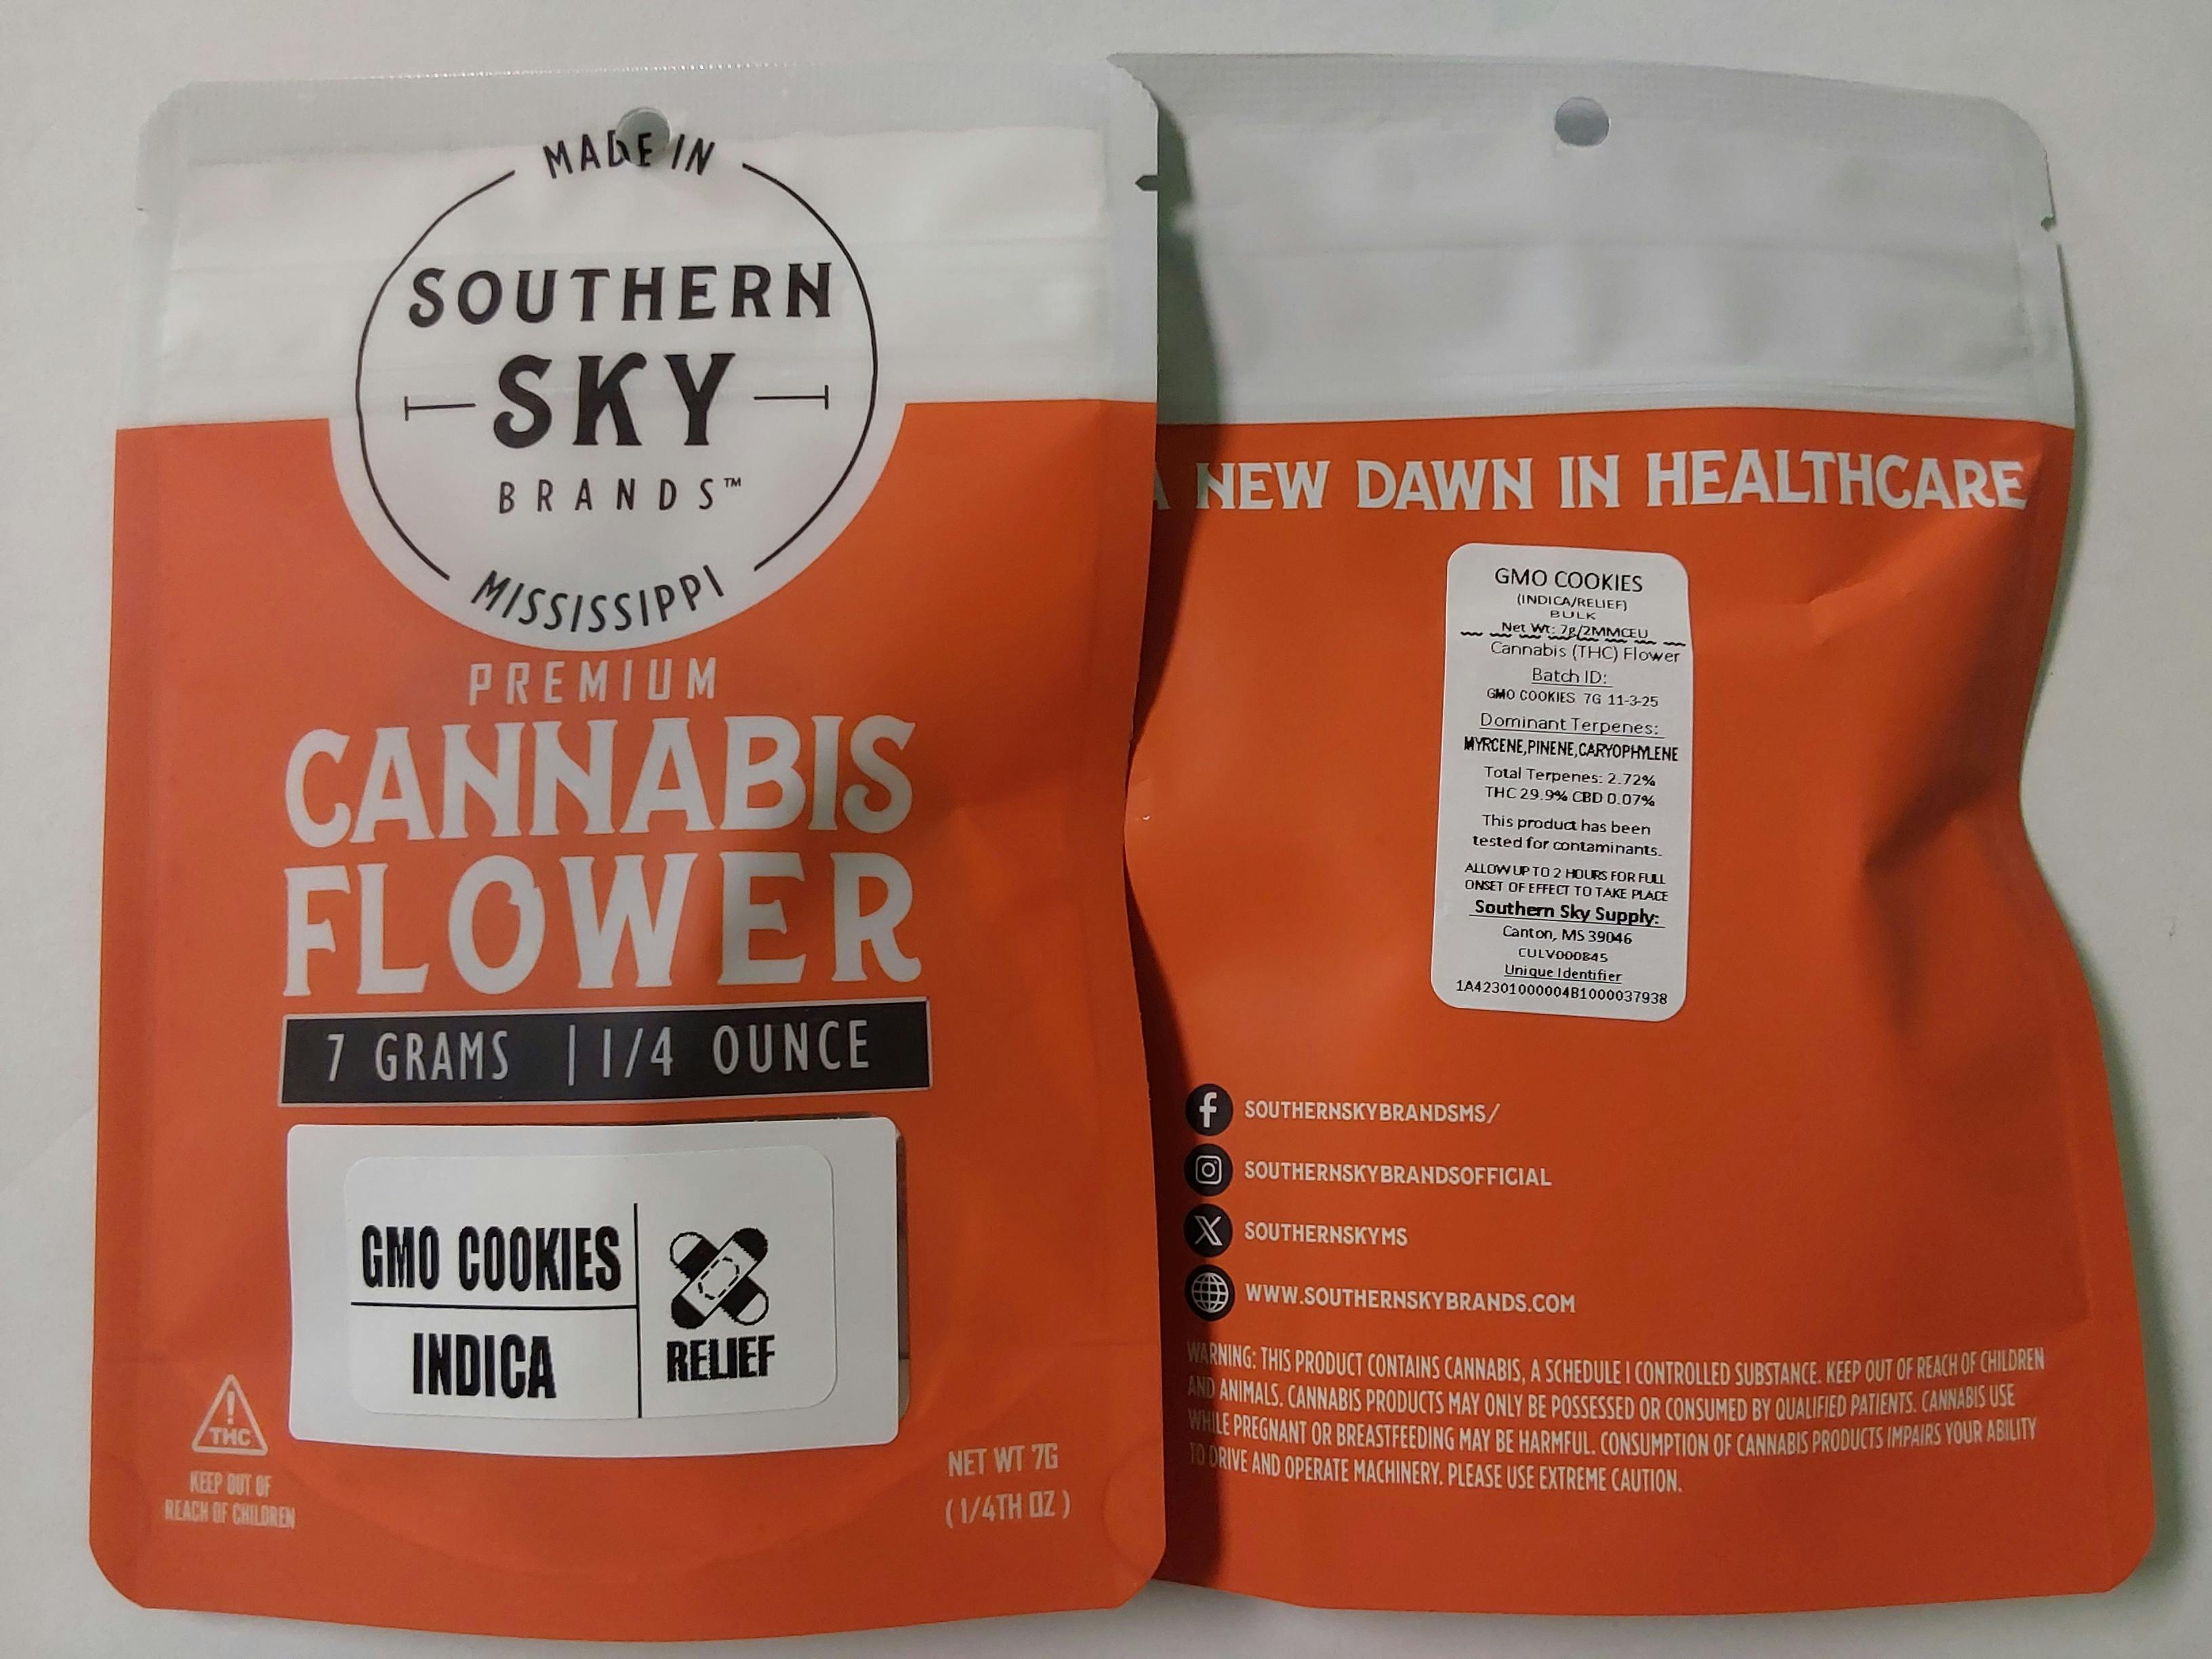 MADE IN
SOUTHERN
SKY
BRANDS™
MISSISSIPPI
PREMIUM
CANNABIS
FLOWER
7 GRAMS | 1/4 OUNCE
GMO COOKIES
INDICA
RELIEF
THC
KEEP OUT OF
REACH OF CHILDREN
NET WT 7G
(1/4TH OZ)
A NEW DAWN IN HEALTHCARE
GMO COOKIES
(INDICA/RELIEF)
BULK
Net Wt: 7g/2MMCEU
Cannabis (THC) Flower
Batch ID:
GMO COOKIES 7G 11-3-25
Dominant Terpenes:
MYRCENE,PINENE,CARYOPHYLENE
Total Terpenes: 2.72%
THC 29.9% CBD 0.07%
This product has been
tested for contaminants.
ALLOW UP TO 2 HOURS FOR FULL
ONSET OF EFFECT TO TAKE PLACE
Southern Sky Supply:
Canton, MS 39046
CULV000845
Unique Identifier
1A42301000004B1000037938
SOUTHERNSKYBRANDSMS/
SOUTHERNSKYBRANDSOFFICIAL
SOUTHERNSKYMS
WWW.SOUTHERNSKYBRANDS.COM
WARNING: THIS PRODUCT CONTAINS CANNABIS, A SCHEDULE I CONTROLLED SUBSTANCE. KEEP OUT OF REACH OF CHILDREN
AND ANIMALS. CANNABIS PRODUCTS MAY ONLY BE POSSESSED OR CONSUMED BY QUALIFIED PATIENTS. CANNABIS USE
WHILE PREGNANT OR BREASTFEEDING MAY BE HARMFUL. CONSUMPTION OF CANNABIS PRODUCTS IMPAIRS YOUR ABILITY
TO DRIVE AND OPERATE MACHINERY. PLEASE USE EXTREME CAUTION.